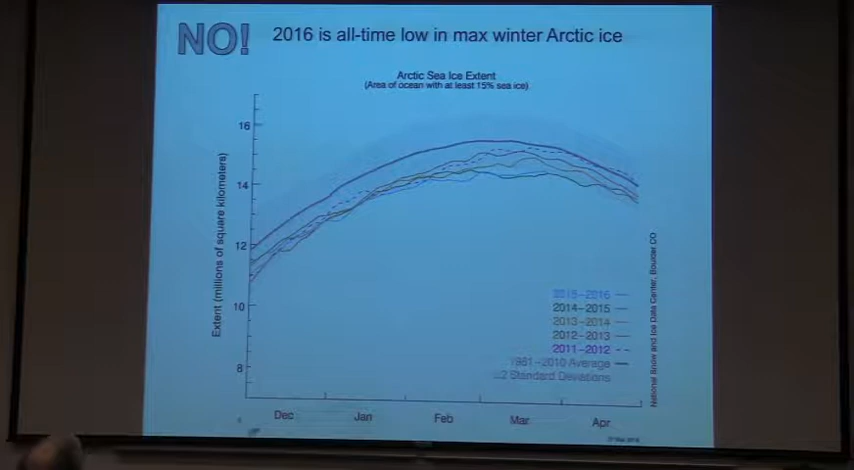 NO! 2016 is all-time low in max winter Arctic ice
Arctic Sea Ice Extent
(Area of ocean with at least 15% sea ice)
Extent (millions of square kilometers)
16
14
12
10
8
Dec Jan Feb Mar Apr
2015–2016
2014–2015
2013–2014
2012–2013
2011–2012
1981–2010 Average
±2 Standard Deviations
National Snow and Ice Data Center, Boulder CO